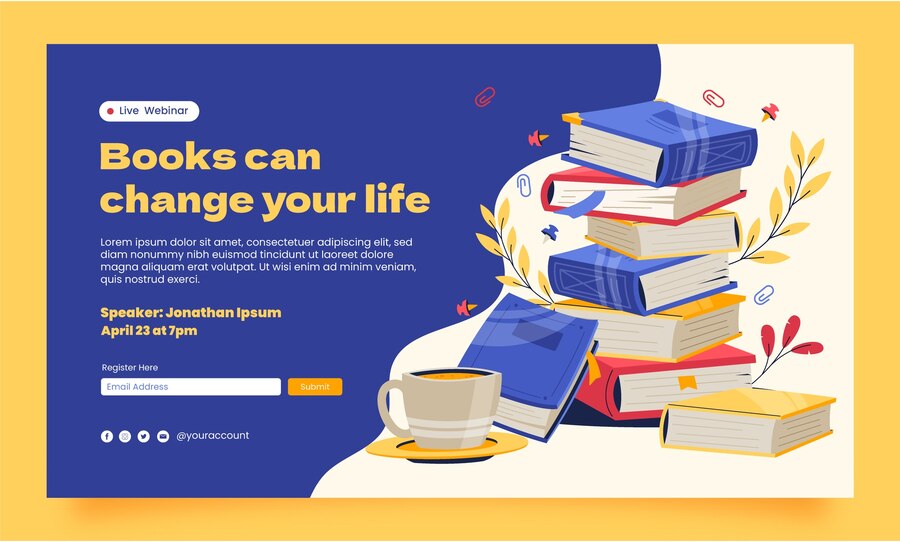 Live Webinar
Books can
change your life
Lorem ipsum dolor sit amet, consectetuer adipiscing elit, sed
diam nonummy nibh euismod tincidunt ut laoreet dolore
magna aliquam erat volutpat. Ut wisi enim ad minim veniam,
quis nostrud exerci.
Speaker: Jonathan Ipsum
April 23 at 7pm
Register Here
Email Address
Submit
@youraccount